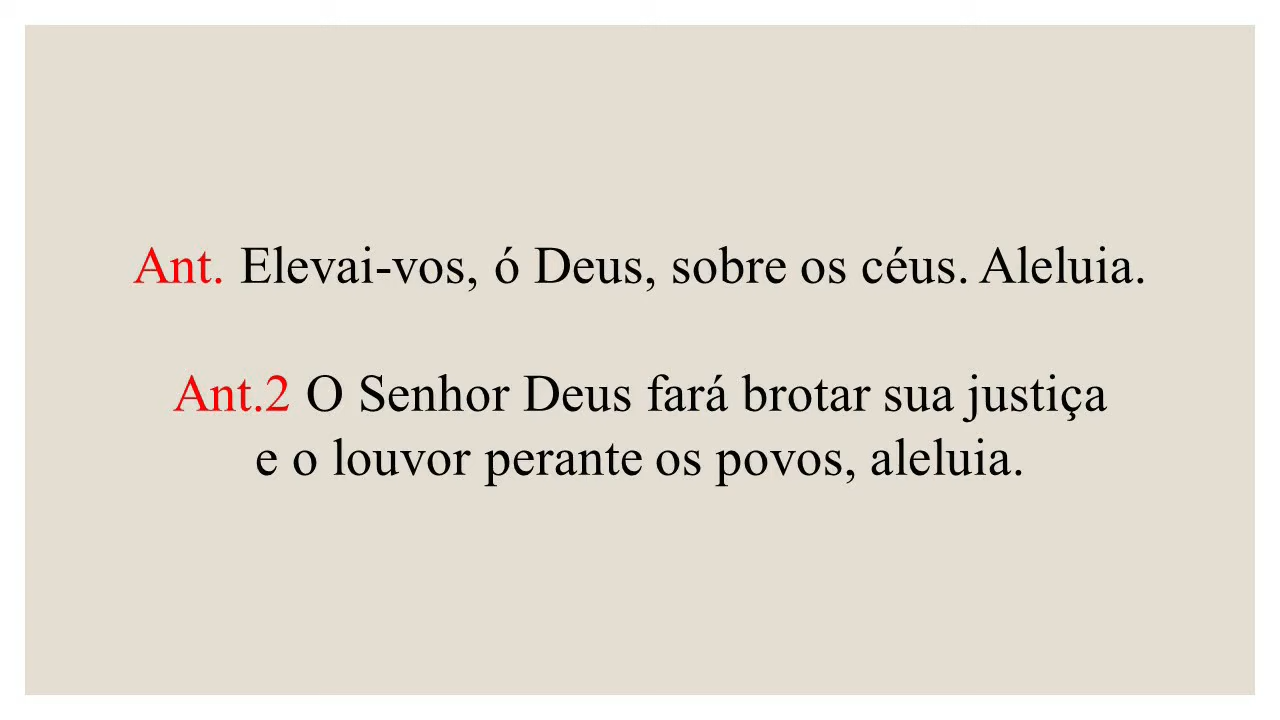 Ant. Elevai-vos, ó Deus, sobre os céus. Aleluia.
Ant.2 O Senhor Deus fará brotar sua justiça
e o louvor perante os povos, aleluia.